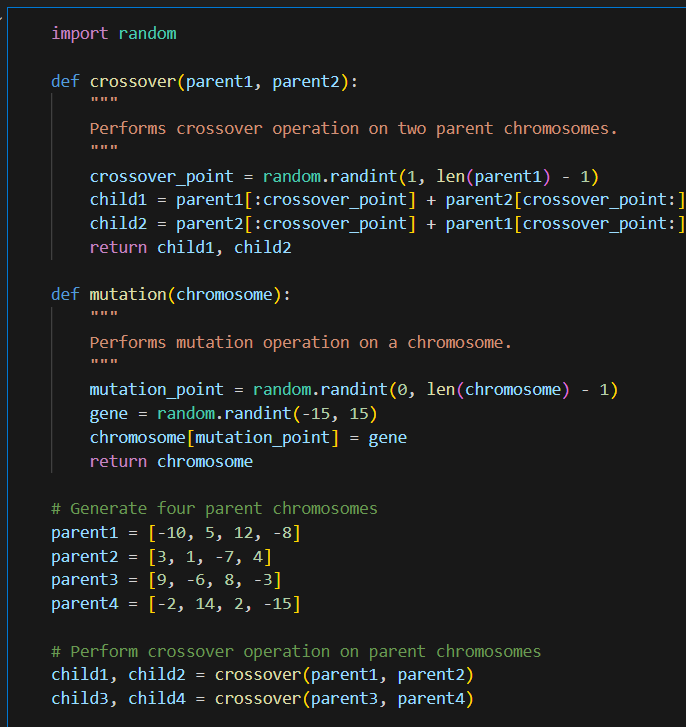 import random
def crossover(parent1, parent2):
"""
Performs crossover operation on two parent chromosomes.
"""
crossover_point = random.randint(1, len(parent1) - 1)
child1 = parent1[:crossover_point] + parent2[crossover_point:]
child2 = parent2[:crossover_point] + parent1[crossover_point:]
return child1, child2
def mutation(chromosome):
"""
Performs mutation operation on a chromosome.
"""
mutation_point = random.randint(0, len(chromosome) - 1)
gene = random.randint(-15, 15)
chromosome[mutation_point] = gene
return chromosome
# Generate four parent chromosomes
parent1 = [-10, 5, 12, -8]
parent2 = [3, 1, -7, 4]
parent3 = [9, -6, 8, -3]
parent4 = [-2, 14, 2, -15]
# Perform crossover operation on parent chromosomes
child1, child2 = crossover(parent1, parent2)
child3, child4 = crossover(parent3, parent4)